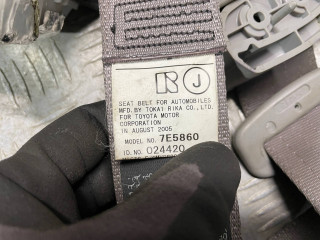 R J
SEAT BELT FOR AUTOMOBILES
MFD. BY TOKAI RIKA CO., LTD.
FOR TOYOTA MOTOR
CORPORATION
IN AUGUST 2005
MODEL NO. 7E5860
ID. NO. 024420